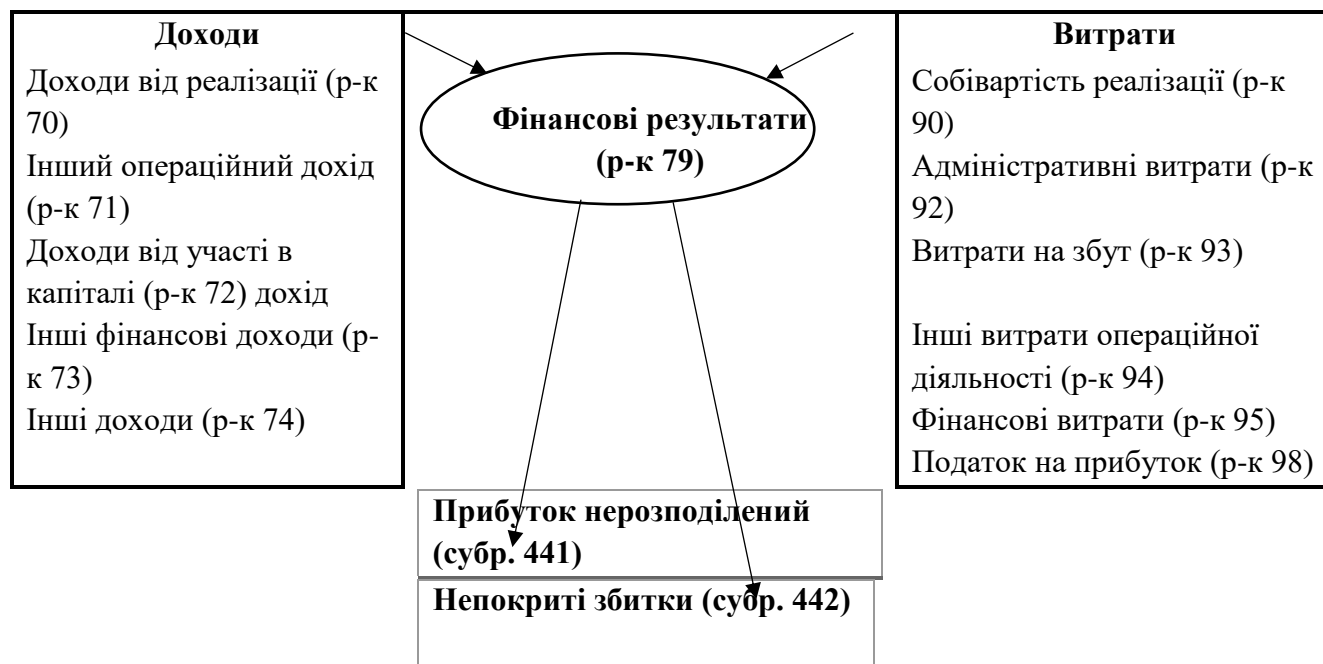 Доходи
Доходи від реалізації (р-к
70)
Інший операційний дохід
(р-к 71)
Доходи від участі в
капіталі (р-к 72) дохід
Інші фінансові доходи (р-
к 73)
Інші доходи (р-к 74)
Фінансові результати
(р-к 79)
Витрати
Собівартість реалізації (р-к
90)
Адміністративні витрати (р-к
92)
Витрати на збут (р-к 93)
Інші витрати операційної
діяльності (р-к 94)
Фінансові витрати (р-к 95)
Податок на прибуток (р-к 98)
Прибуток нерозподілений
(субр. 441)
Непокриті збитки (субр. 442)